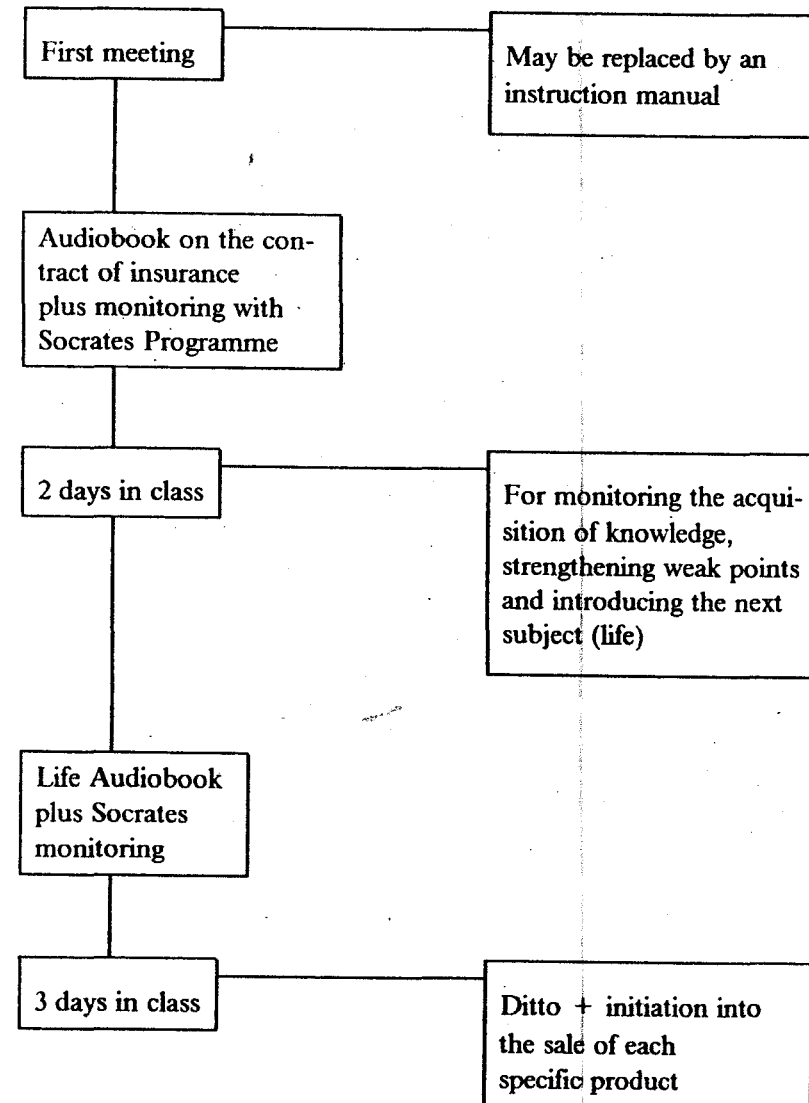 First meeting
May be replaced by an
instruction manual
Audiobook on the con-
tract of insurance
plus monitoring with
Socrates Programme
2 days in class
For monitoring the acqui-
sition of knowledge,
strengthening weak points
and introducing the next
subject (life)
Life Audiobook
plus Socrates
monitoring
3 days in class
Ditto + initiation into
the sale of each
specific product